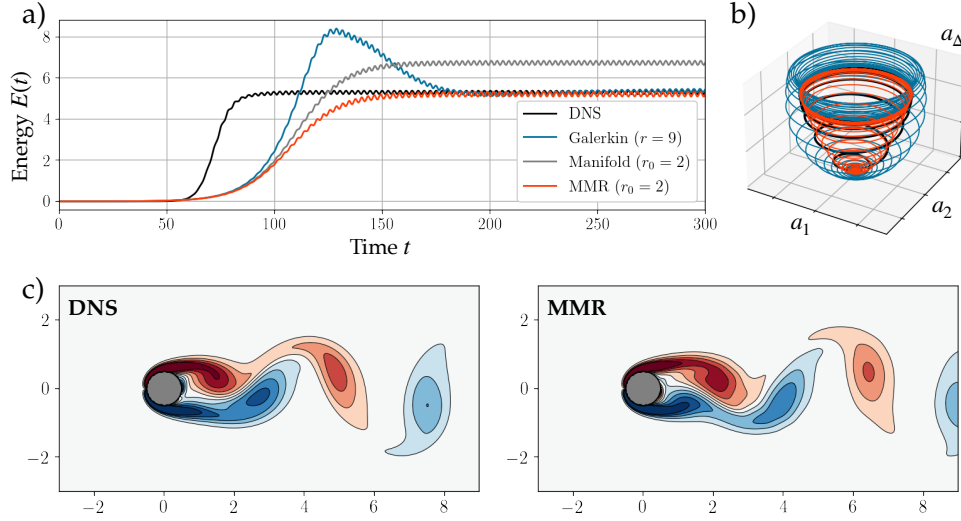 a)
Energy E(t)
8
6
4
2
0
0 50 100 150 200 250 300
Time t
DNS
Galerkin (r = 9)
Manifold (r₀ = 2)
MMR (r₀ = 2)
b)
a_Δ
a₁
a₂
c)
DNS
2
0
−2
−2 0 2 4 6 8
MMR
2
0
−2
−2 0 2 4 6 8